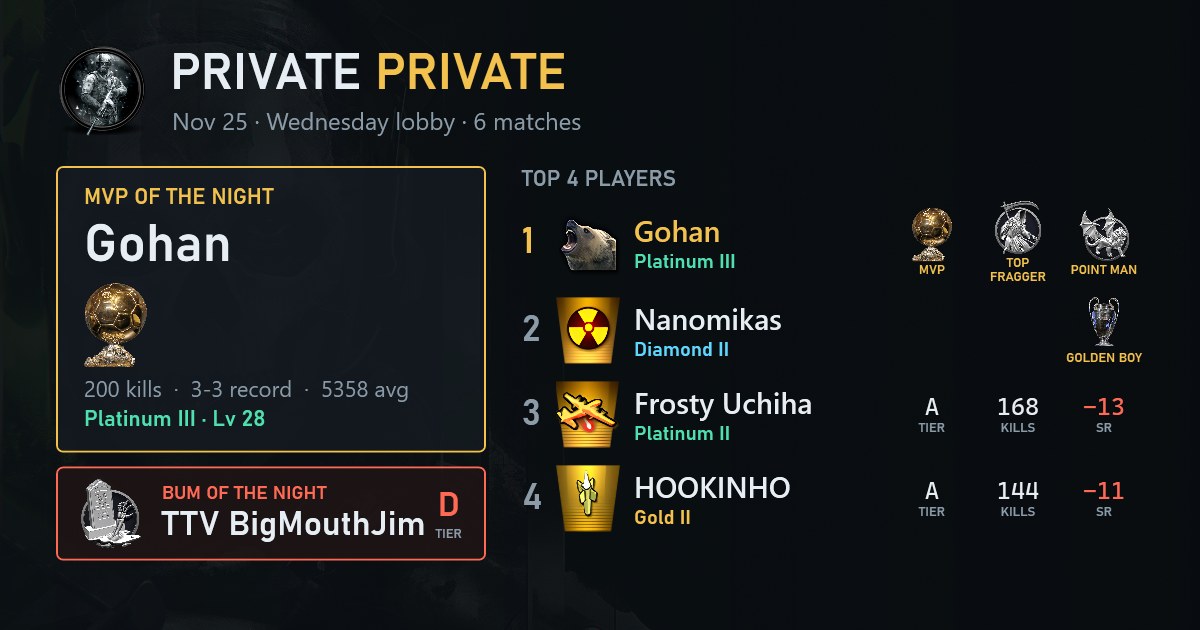 PRIVATE PRIVATE
Nov 25 · Wednesday lobby · 6 matches
MVP OF THE NIGHT
Gohan
200 kills · 3-3 record · 5358 avg
Platinum III · Lv 28
BUM OF THE NIGHT
TTV BigMouthJim
D
TIER
TOP 4 PLAYERS
1
Gohan
Platinum III
MVP
TOP
FRAGGER
POINT MAN
2
Nanomikas
Diamond II
GOLDEN BOY
3
Frosty Uchiha
Platinum II
A
TIER
168
KILLS
−13
SR
4
HOOKINHO
Gold II
A
TIER
144
KILLS
−11
SR